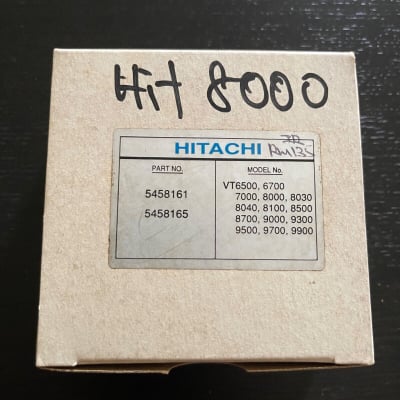 Hit 8000
HITACHI RM135
PART NO. MODEL No.
5458161 VT6500, 6700
5458165 7000, 8000, 8030
8040, 8100, 8500
8700, 9000, 9300
9500, 9700, 9900